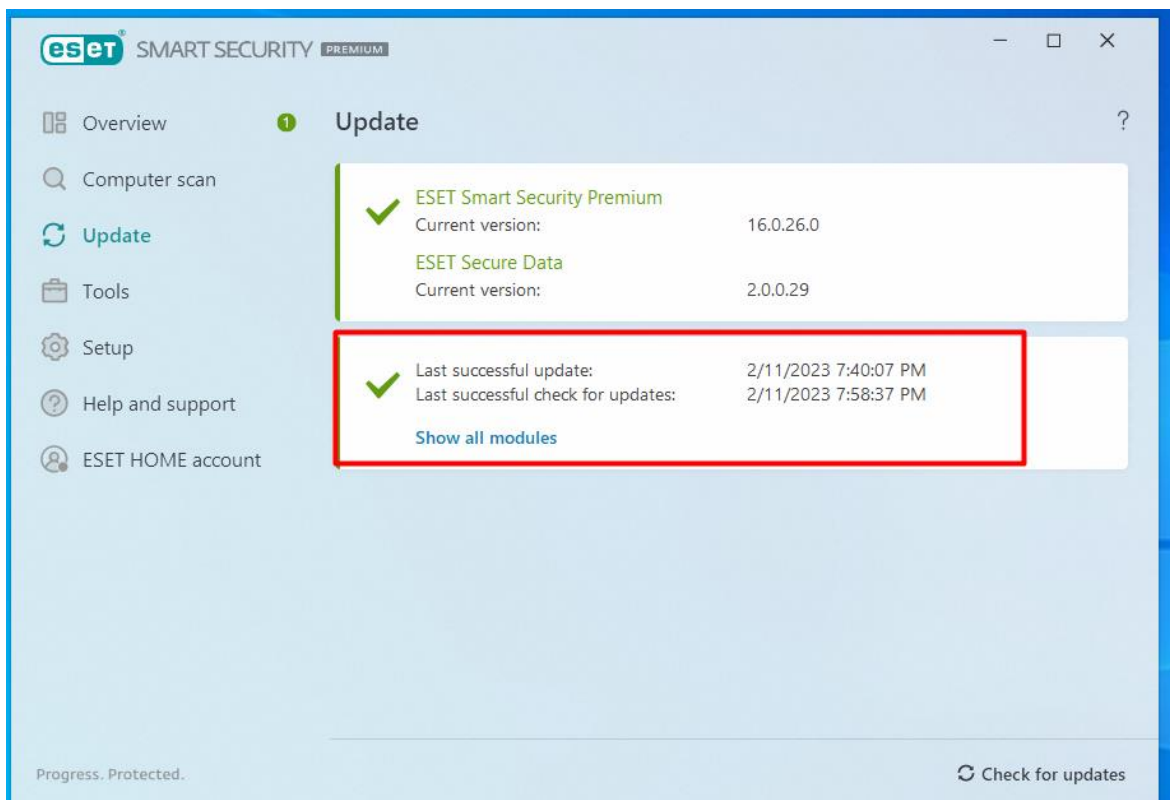 eset® SMART SECURITY PREMIUM
Overview 1
Computer scan
Update
Tools
Setup
Help and support
ESET HOME account
Update ?
ESET Smart Security Premium
Current version: 16.0.26.0
ESET Secure Data
Current version: 2.0.0.29
Last successful update: 2/11/2023 7:40:07 PM
Last successful check for updates: 2/11/2023 7:58:37 PM
Show all modules
Progress. Protected.
Check for updates